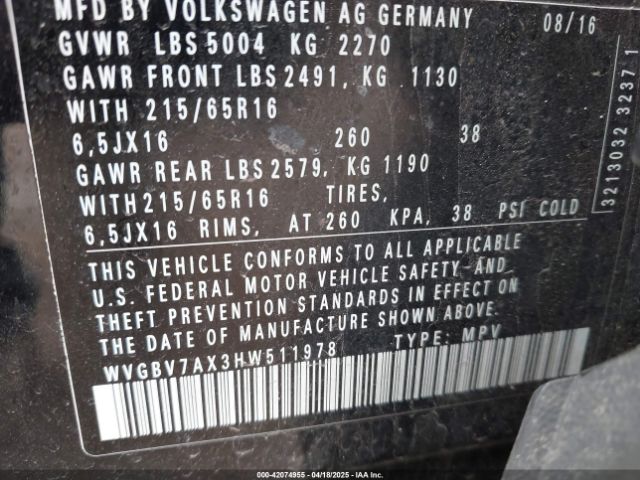 MFD BY VOLKSWAGEN AG GERMANY 08/16
GVWR LBS 5004 KG 2270
GAWR FRONT LBS 2491, KG 1130
WITH 215/65R16
6,5JX16 260 38
GAWR REAR LBS 2579, KG 1190
WITH 215/65R16 TIRES,
6,5JX16 RIMS, AT 260 KPA, 38 PSI COLD
THIS VEHICLE CONFORMS TO ALL APPLICABLE
U.S. FEDERAL MOTOR VEHICLE SAFETY-AND
THEFT PREVENTION STANDARDS IN EFFECT ON
THE DATE OF MANUFACTURE SHOWN ABOVE.
WVGBV7AX3HW511978 TYPE: MPV
3213032 3237 1
000-42074955 - 04/18/2025 - IAA Inc.